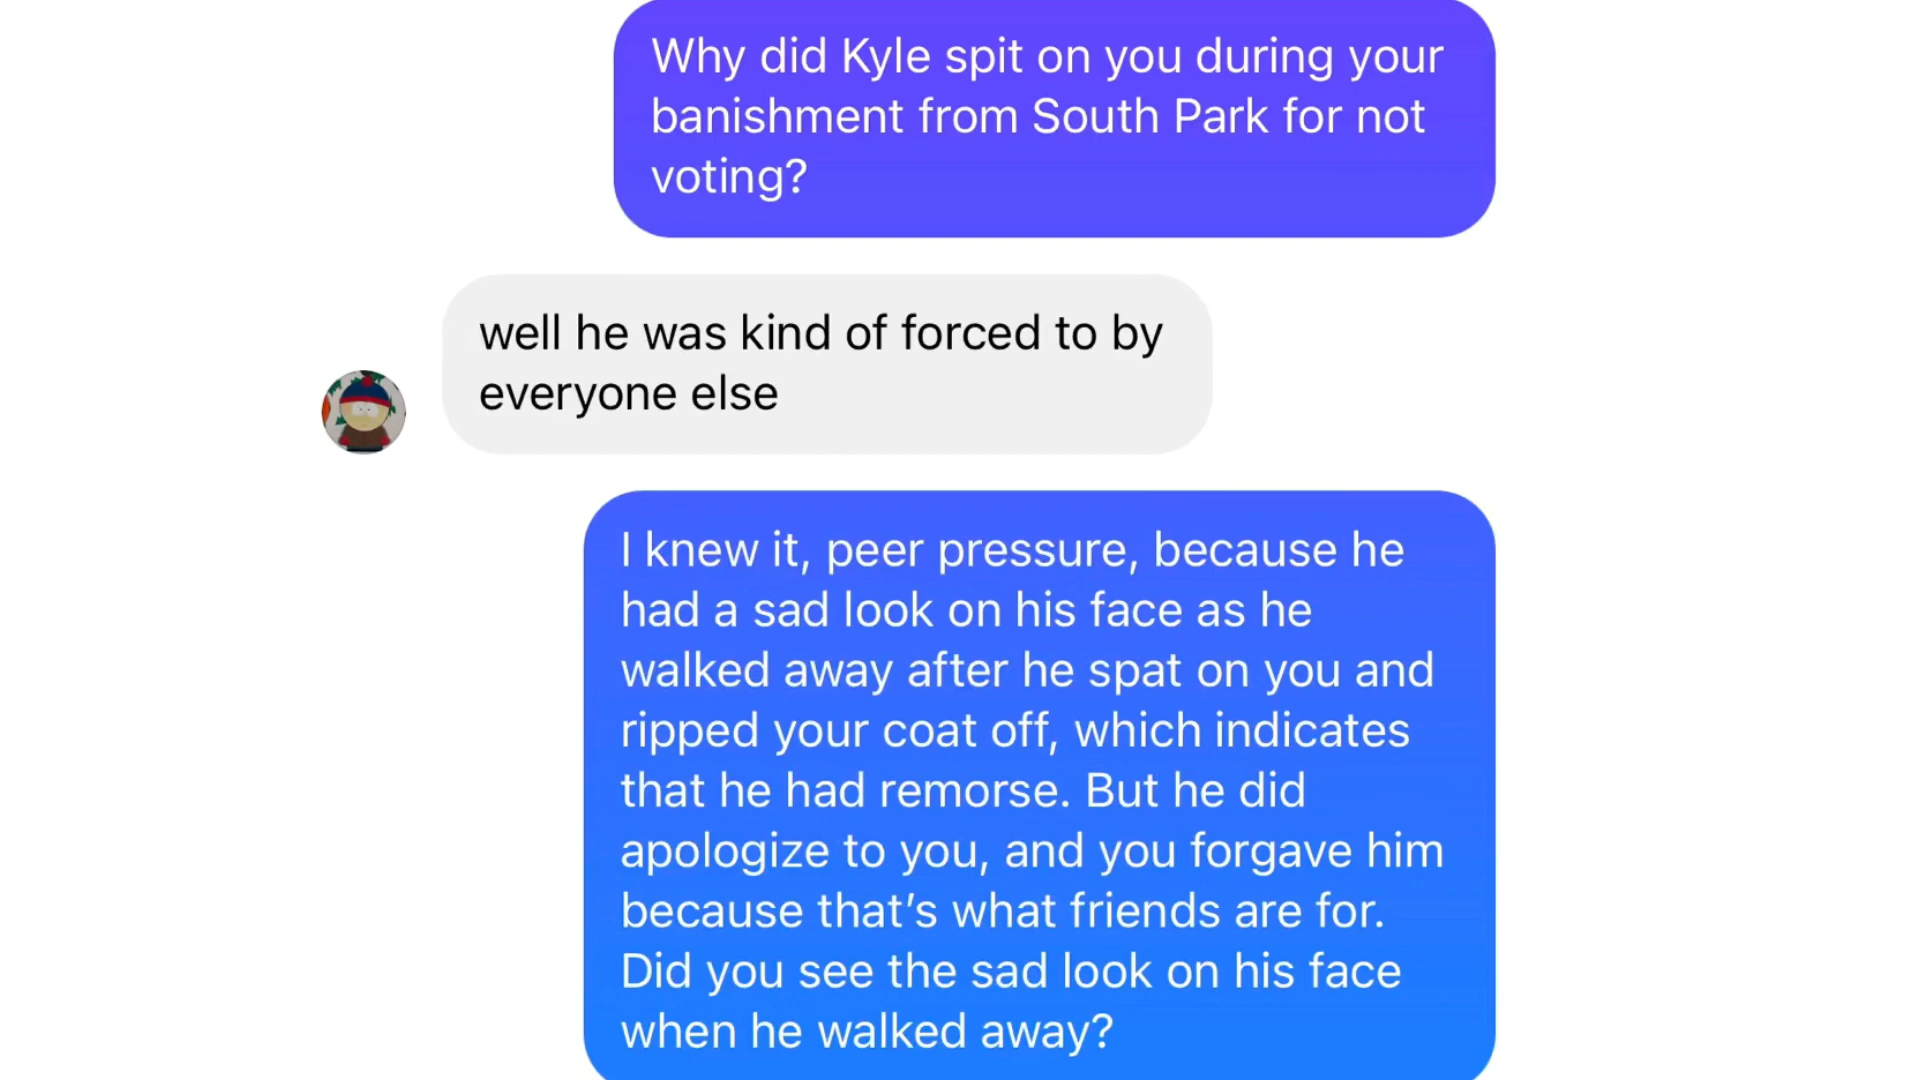 Why did Kyle spit on you during your
banishment from South Park for not
voting?
well he was kind of forced to by
everyone else
I knew it, peer pressure, because he
had a sad look on his face as he
walked away after he spat on you and
ripped your coat off, which indicates
that he had remorse. But he did
apologize to you, and you forgave him
because that’s what friends are for.
Did you see the sad look on his face
when he walked away?